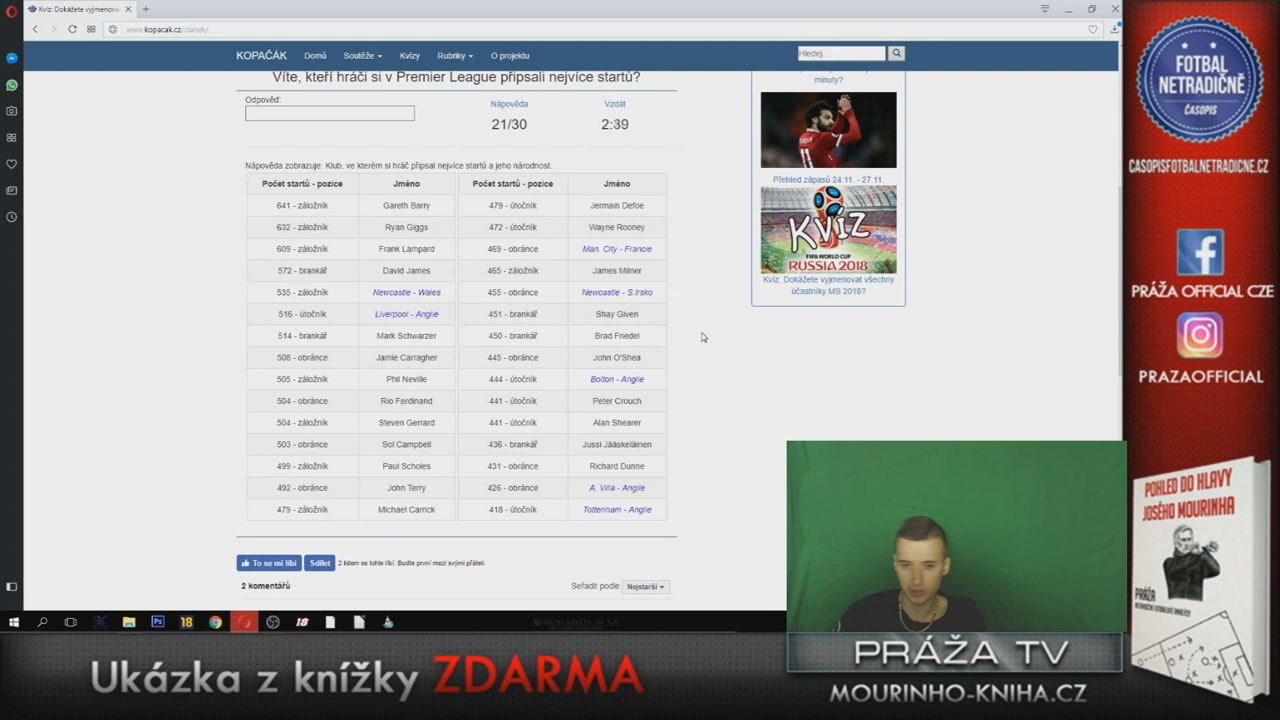 Kvíz: Dokážete vyjmenovat
www.kopacak.cz/clanek/
KOPAČÁK Domů Soutěže Kvízy Rubriky O projektu
Hledej...
Víte, kteří hráči si v Premier League připsali nejvíce startů?
Odpověď:
Nápověda Vzdát
21/30 2:39
Nápověda zobrazuje: Klub, ve kterém si hráč připsal nejvíce startů a jeho národnost.
Počet startů - pozice Jméno Počet startů - pozice Jméno
641 - záložník Gareth Barry 479 - útočník Jermain Defoe
632 - záložník Ryan Giggs 472 - útočník Wayne Rooney
609 - záložník Frank Lampard 469 - obránce Man. City - Francie
572 - brankář David James 465 - záložník James Milner
535 - záložník Newcastle - Wales 455 - obránce Newcastle - S.Irsko
516 - útočník Liverpool - Anglie 451 - brankář Shay Given
514 - brankář Mark Schwarzer 450 - brankář Brad Friedel
508 - obránce Jamie Carragher 445 - obránce John O'Shea
505 - záložník Phil Neville 444 - útočník Bolton - Anglie
504 - obránce Rio Ferdinand 441 - útočník Peter Crouch
504 - záložník Steven Gerrard 441 - útočník Alan Shearer
503 - obránce Sol Campbell 436 - brankář Jussi Jääskeläinen
499 - záložník Paul Scholes 431 - obránce Richard Dunne
492 - obránce John Terry 426 - obránce A. Villa - Anglie
479 - záložník Michael Carrick 418 - útočník Tottenham - Anglie
To se mi líbí Sdílet 2 lidem se tohle líbí. Buďte první mezi svými přáteli.
2 komentářů Seřadit podle Nejstarší
minuty?
Přehled zápasů 24.11. - 27.11.
KVÍZ
FIFA WORLD CUP
RUSSIA 2018
Kvíz: Dokážete vyjmenovat všechny
účastníky MS 2018?
FOTBAL
NETRADIČNĚ
ČASOPIS
CASOPISFOTBALNETRADICNE.CZ
PRÁŽA OFFICIAL CZE
PRAZAOFFICIAL
POHLED DO HLAVY
JOSÉHO MOURINHA
PRÁŽA
PRÁŽA TV
MOURINHO-KNIHA.CZ
Ukázka z knížky ZDARMA